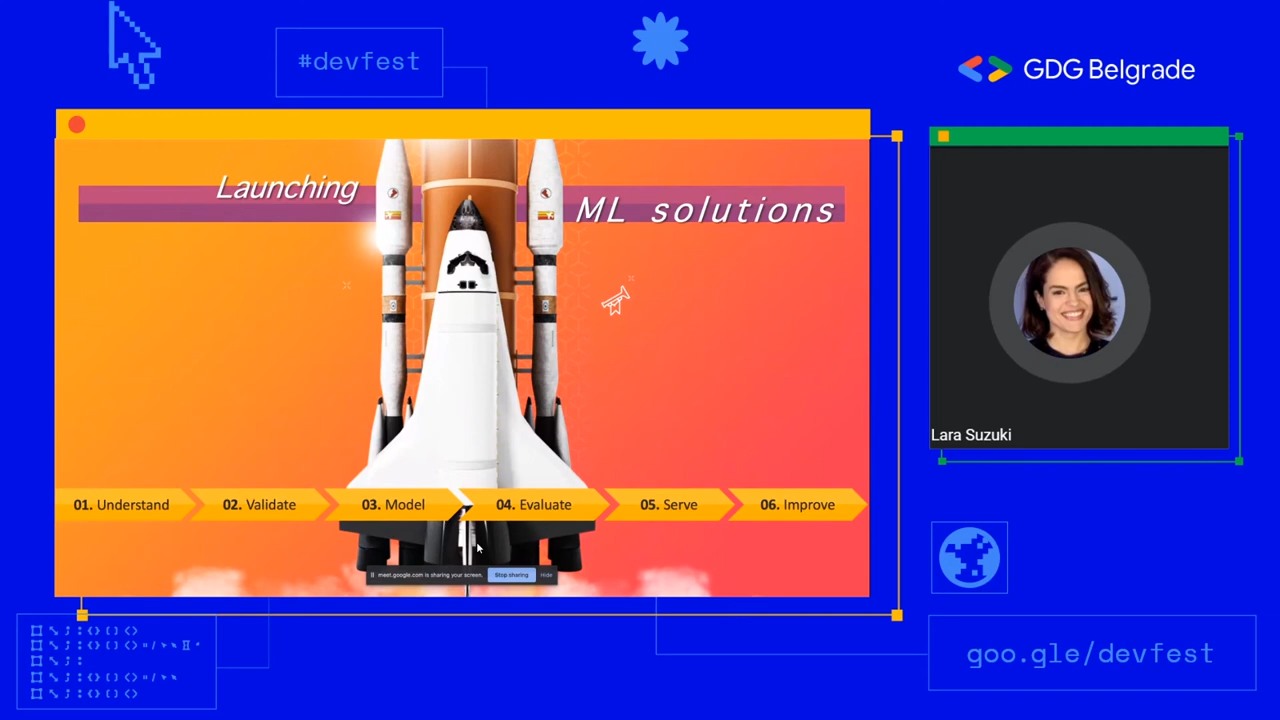 #devfest
GDG Belgrade
Launching
ML solutions
01. Understand
02. Validate
03. Model
04. Evaluate
05. Serve
06. Improve
meet.google.com is sharing your screen.
Stop sharing
Hide
Lara Suzuki
goo.gle/devfest